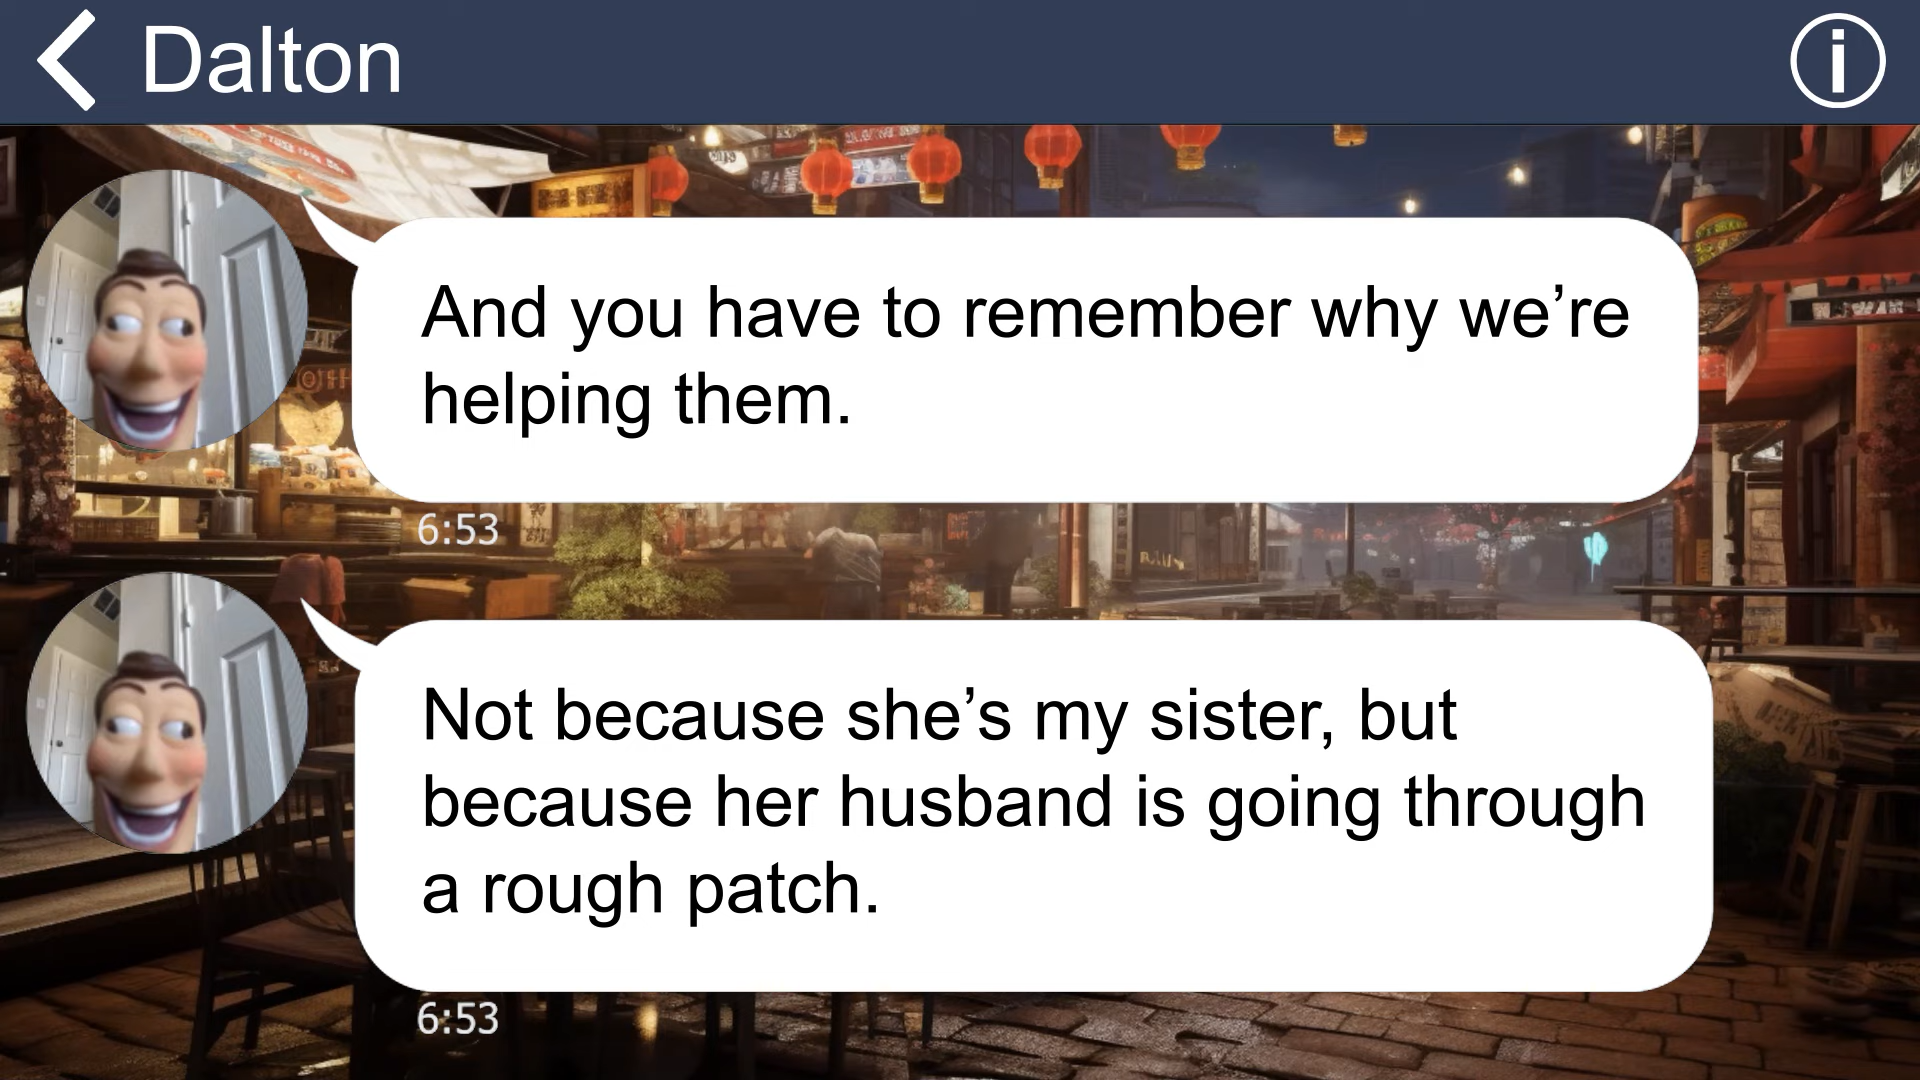 Dalton
And you have to remember why we’re
helping them.
6:53
Not because she’s my sister, but
because her husband is going through
a rough patch.
6:53